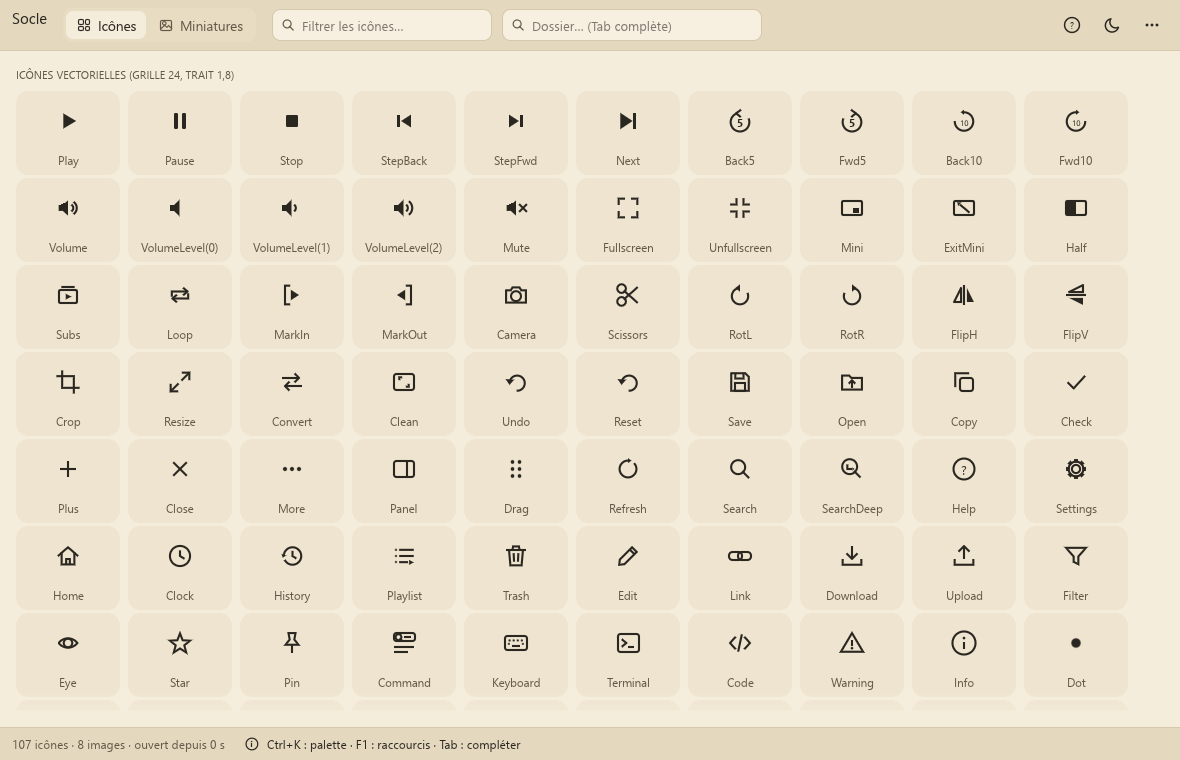 Socle
Icônes
Miniatures
Filtrer les icônes...
Dossier... (Tab complète)
?
ICÔNES VECTORIELLES (GRILLE 24, TRAIT 1,8)
5 5 10 10
Play Pause Stop StepBack StepFwd Next Back5 Fwd5 Back10 Fwd10
Volume VolumeLevel(0) VolumeLevel(1) VolumeLevel(2) Mute Fullscreen Unfullscreen Mini ExitMini Half
Subs Loop MarkIn MarkOut Camera Scissors RotL RotR FlipH FlipV
Crop Resize Convert Clean Undo Reset Save Open Copy Check
?
Plus Close More Panel Drag Refresh Search SearchDeep Help Settings
Home Clock History Playlist Trash Edit Link Download Upload Filter
Eye Star Pin Command Keyboard Terminal Code Warning Info Dot
107 icônes · 8 images · ouvert depuis 0 s
Ctrl+K : palette · F1 : raccourcis · Tab : compléter